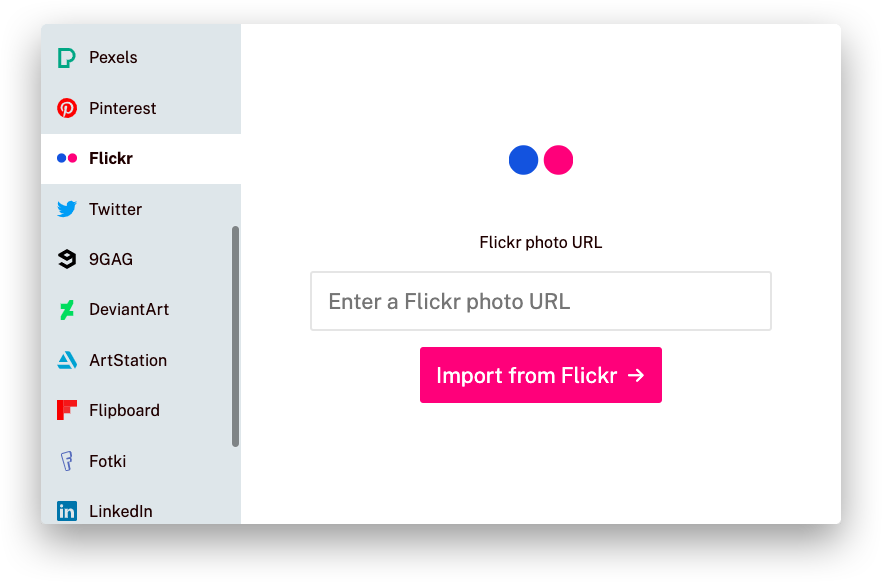 Pexels
Pinterest
Flickr
Twitter
9GAG
DeviantArt
ArtStation
Flipboard
Fotki
LinkedIn
Flickr photo URL
Enter a Flickr photo URL
Import from Flickr →